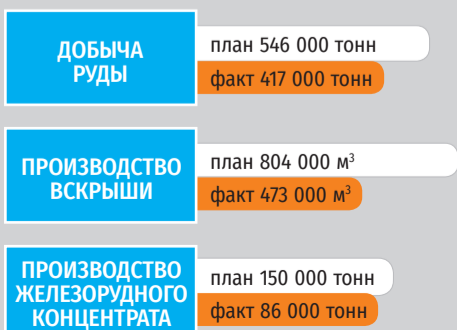 ДОБЫЧА
РУДЫ
план 546 000 тонн
факт 417 000 тонн
ПРОИЗВОДСТВО
ВСКРЫШИ
план 804 000 м³
факт 473 000 м³
ПРОИЗВОДСТВО
ЖЕЛЕЗОРУДНОГО
КОНЦЕНТРАТА
план 150 000 тонн
факт 86 000 тонн